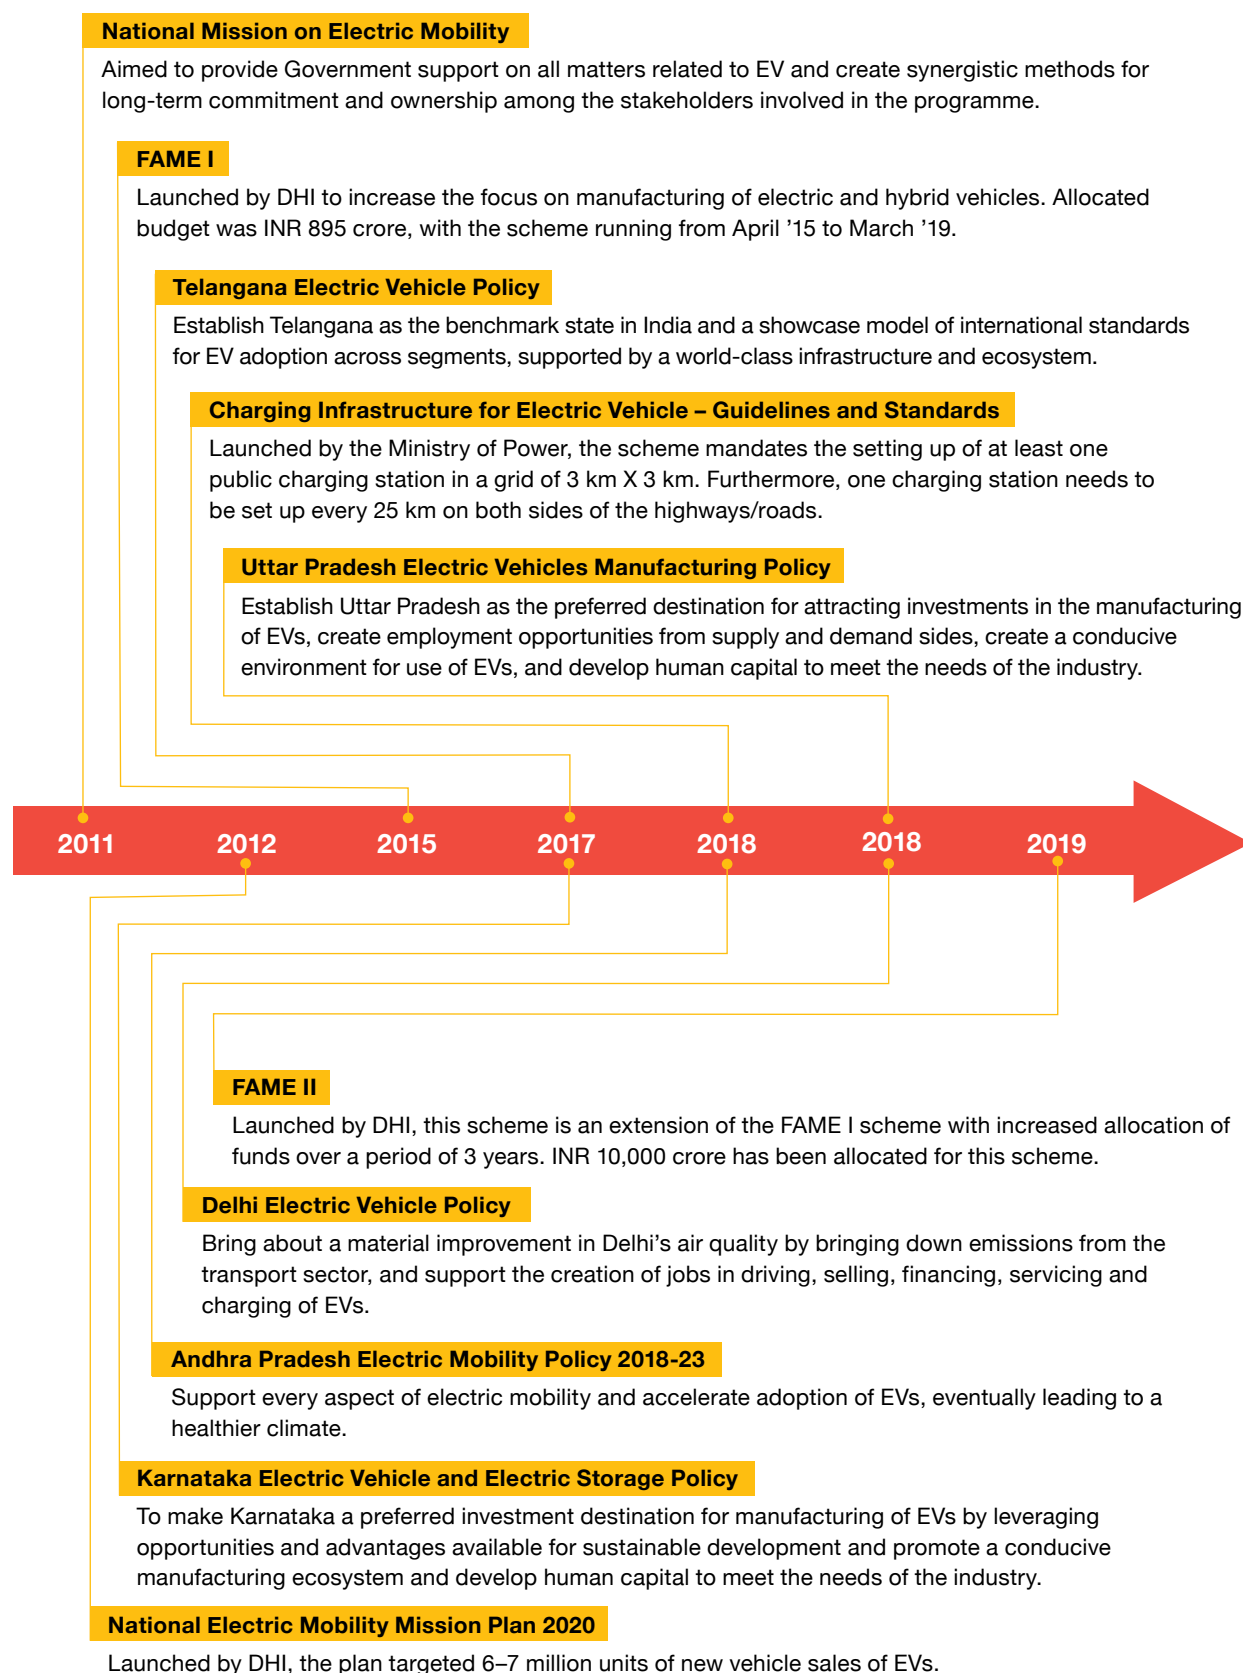 National Mission on Electric Mobility
Aimed to provide Government support on all matters related to EV and create synergistic methods for
long-term commitment and ownership among the stakeholders involved in the programme.
FAME I
Launched by DHI to increase the focus on manufacturing of electric and hybrid vehicles. Allocated
budget was INR 895 crore, with the scheme running from April ’15 to March ’19.
Telangana Electric Vehicle Policy
Establish Telangana as the benchmark state in India and a showcase model of international standards
for EV adoption across segments, supported by a world-class infrastructure and ecosystem.
Charging Infrastructure for Electric Vehicle – Guidelines and Standards
Launched by the Ministry of Power, the scheme mandates the setting up of at least one
public charging station in a grid of 3 km X 3 km. Furthermore, one charging station needs to
be set up every 25 km on both sides of the highways/roads.
Uttar Pradesh Electric Vehicles Manufacturing Policy
Establish Uttar Pradesh as the preferred destination for attracting investments in the manufacturing
of EVs, create employment opportunities from supply and demand sides, create a conducive
environment for use of EVs, and develop human capital to meet the needs of the industry.
2011 2012 2015 2017 2018 2018 2019
FAME II
Launched by DHI, this scheme is an extension of the FAME I scheme with increased allocation of
funds over a period of 3 years. INR 10,000 crore has been allocated for this scheme.
Delhi Electric Vehicle Policy
Bring about a material improvement in Delhi’s air quality by bringing down emissions from the
transport sector, and support the creation of jobs in driving, selling, financing, servicing and
charging of EVs.
Andhra Pradesh Electric Mobility Policy 2018-23
Support every aspect of electric mobility and accelerate adoption of EVs, eventually leading to a
healthier climate.
Karnataka Electric Vehicle and Electric Storage Policy
To make Karnataka a preferred investment destination for manufacturing of EVs by leveraging
opportunities and advantages available for sustainable development and promote a conducive
manufacturing ecosystem and develop human capital to meet the needs of the industry.
National Electric Mobility Mission Plan 2020
Launched by DHI, the plan targeted 6–7 million units of new vehicle sales of EVs.